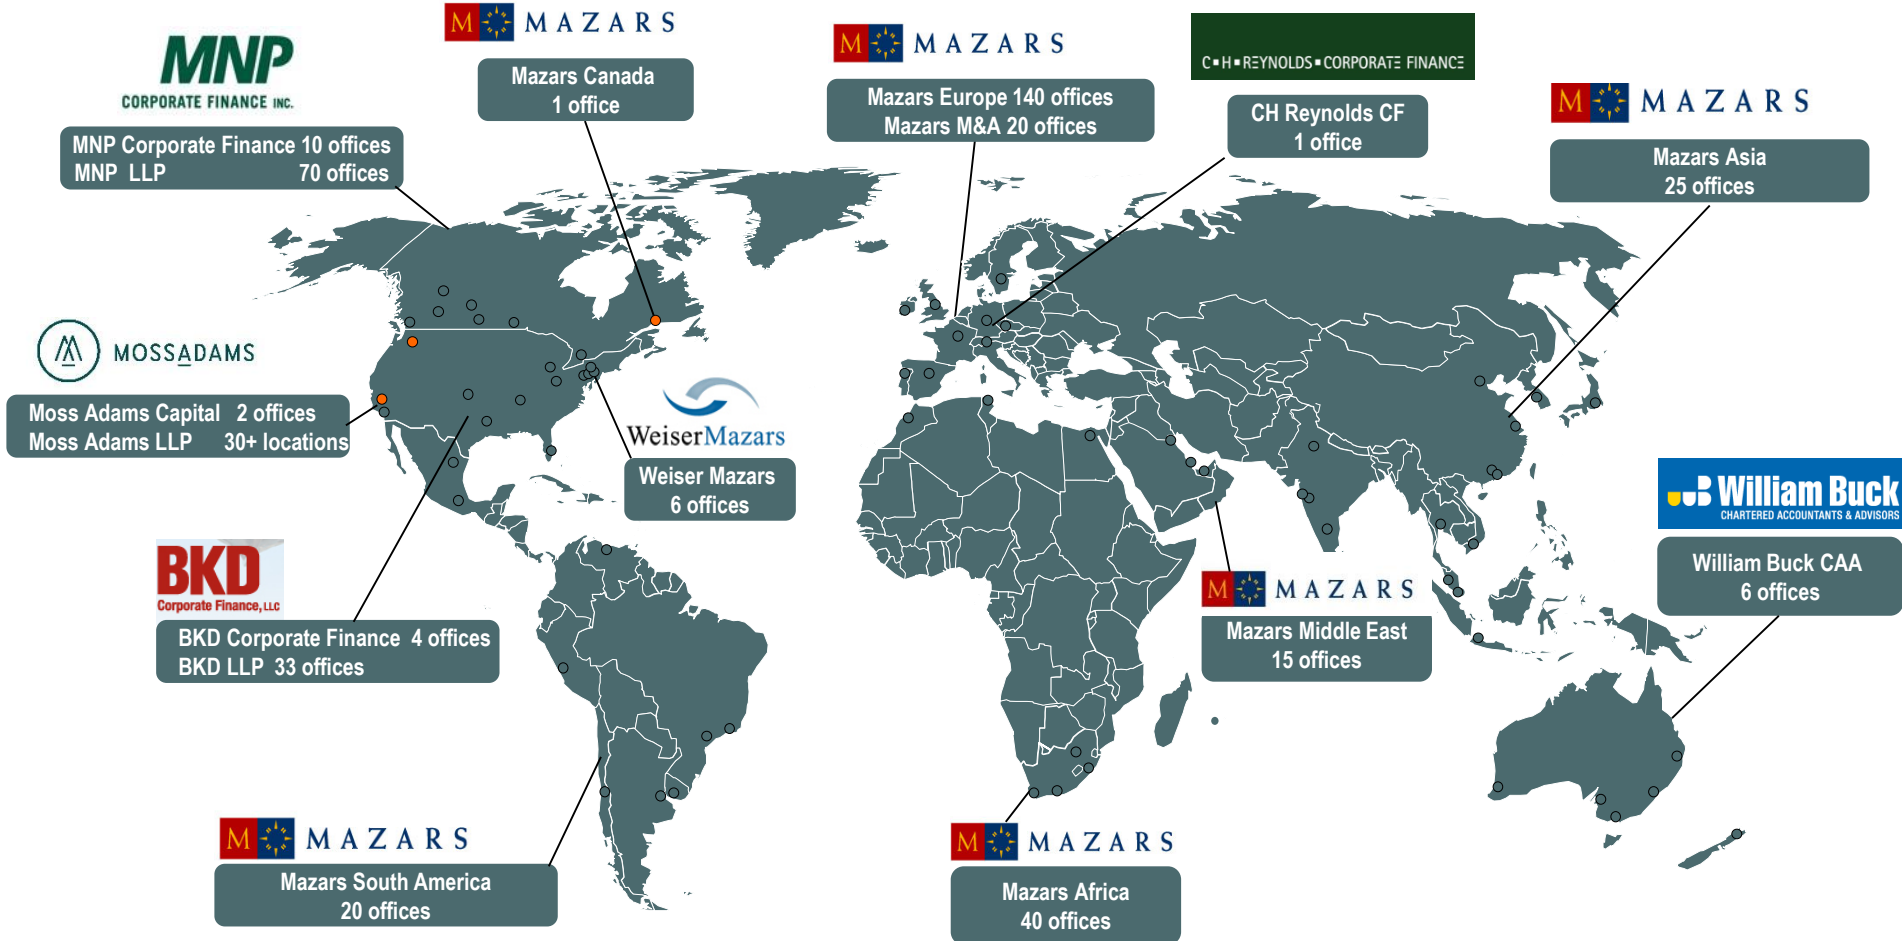 MNP
CORPORATE FINANCE INC.
MNP Corporate Finance 10 offices
MNP LLP 70 offices
M MAZARS
Mazars Canada
1 office
M MAZARS
Mazars Europe 140 offices
Mazars M&A 20 offices
C▪H▪REYNOLDS▪CORPORATE FINANCE
CH Reynolds CF
1 office
M MAZARS
Mazars Asia
25 offices
MOSSADAMS
Moss Adams Capital 2 offices
Moss Adams LLP 30+ locations
WeiserMazars
Weiser Mazars
6 offices
BKD
Corporate Finance, LLC
BKD Corporate Finance 4 offices
BKD LLP 33 offices
M MAZARS
Mazars Middle East
15 offices
William Buck
CHARTERED ACCOUNTANTS & ADVISORS
William Buck CAA
6 offices
M MAZARS
Mazars South America
20 offices
M MAZARS
Mazars Africa
40 offices